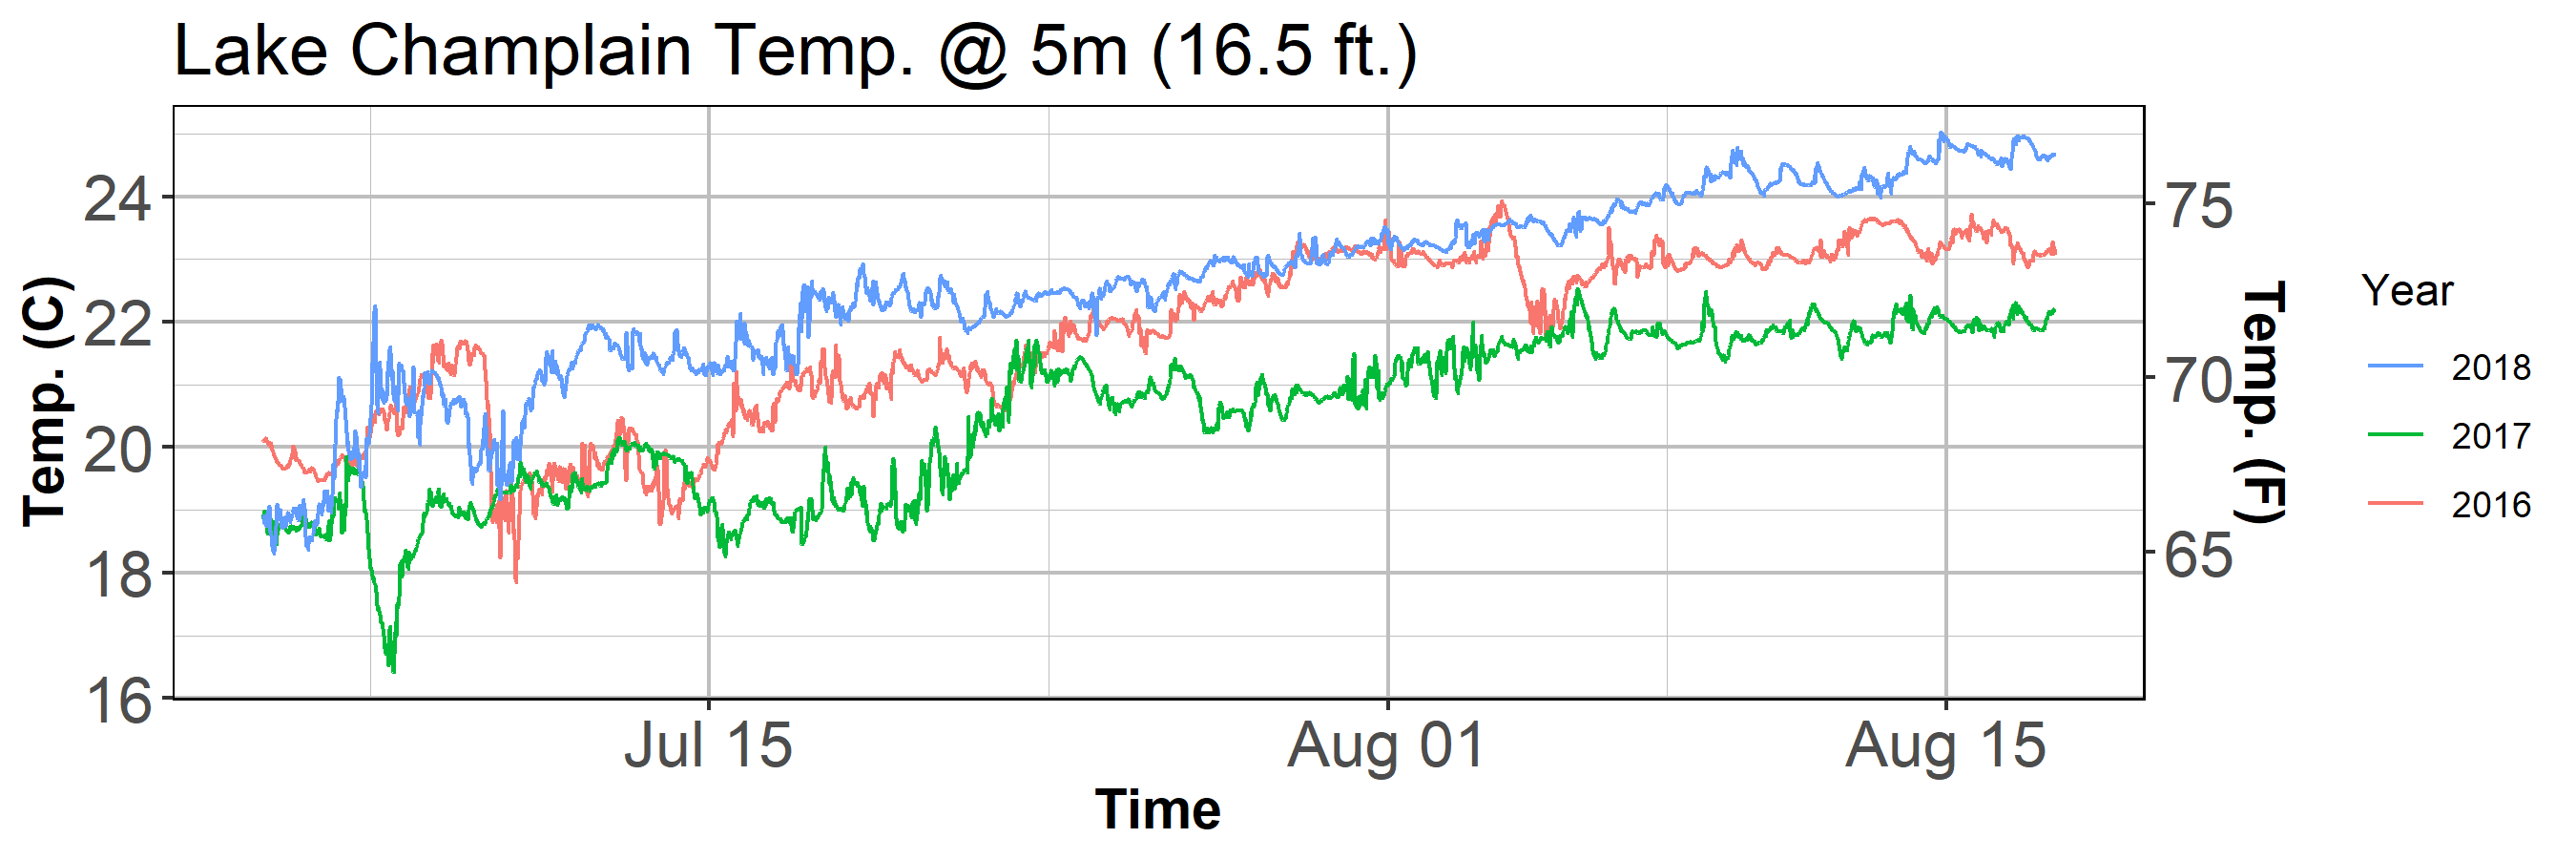 Lake Champlain Temp. @ 5m (16.5 ft.)
Temp. (C)
24
22
20
18
16
75
70
65
Temp. (F)
Jul 15
Aug 01
Aug 15
Time
Year
2018
2017
2016